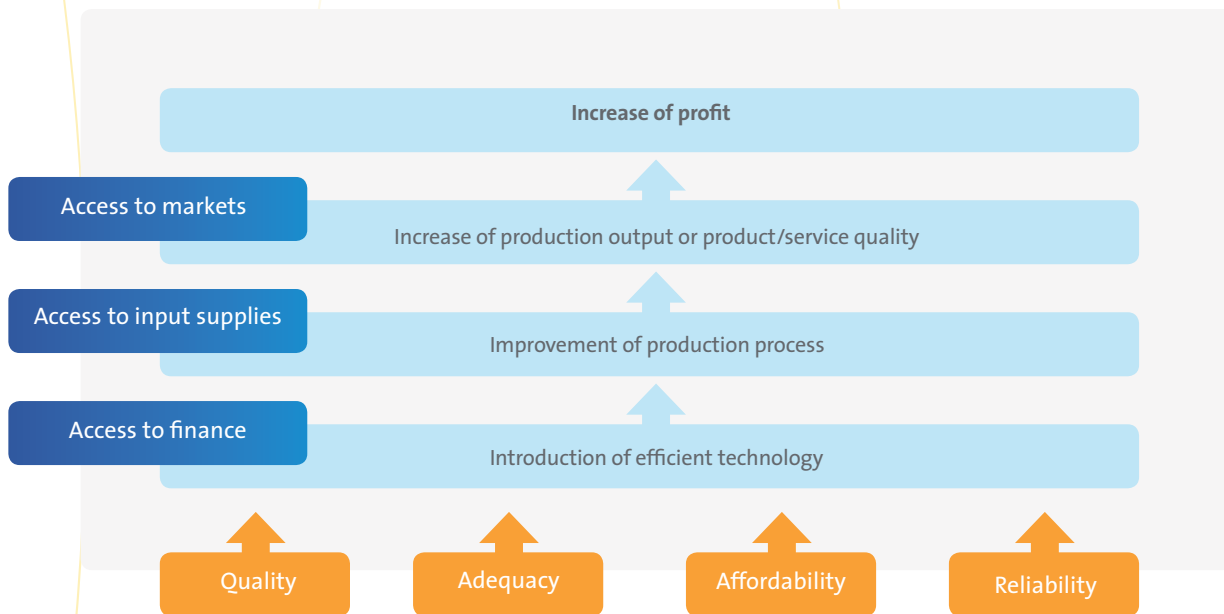 Increase of profit
Access to markets
Increase of production output or product/service quality
Access to input supplies
Improvement of production process
Access to finance
Introduction of efficient technology
Quality
Adequacy
Affordability
Reliability